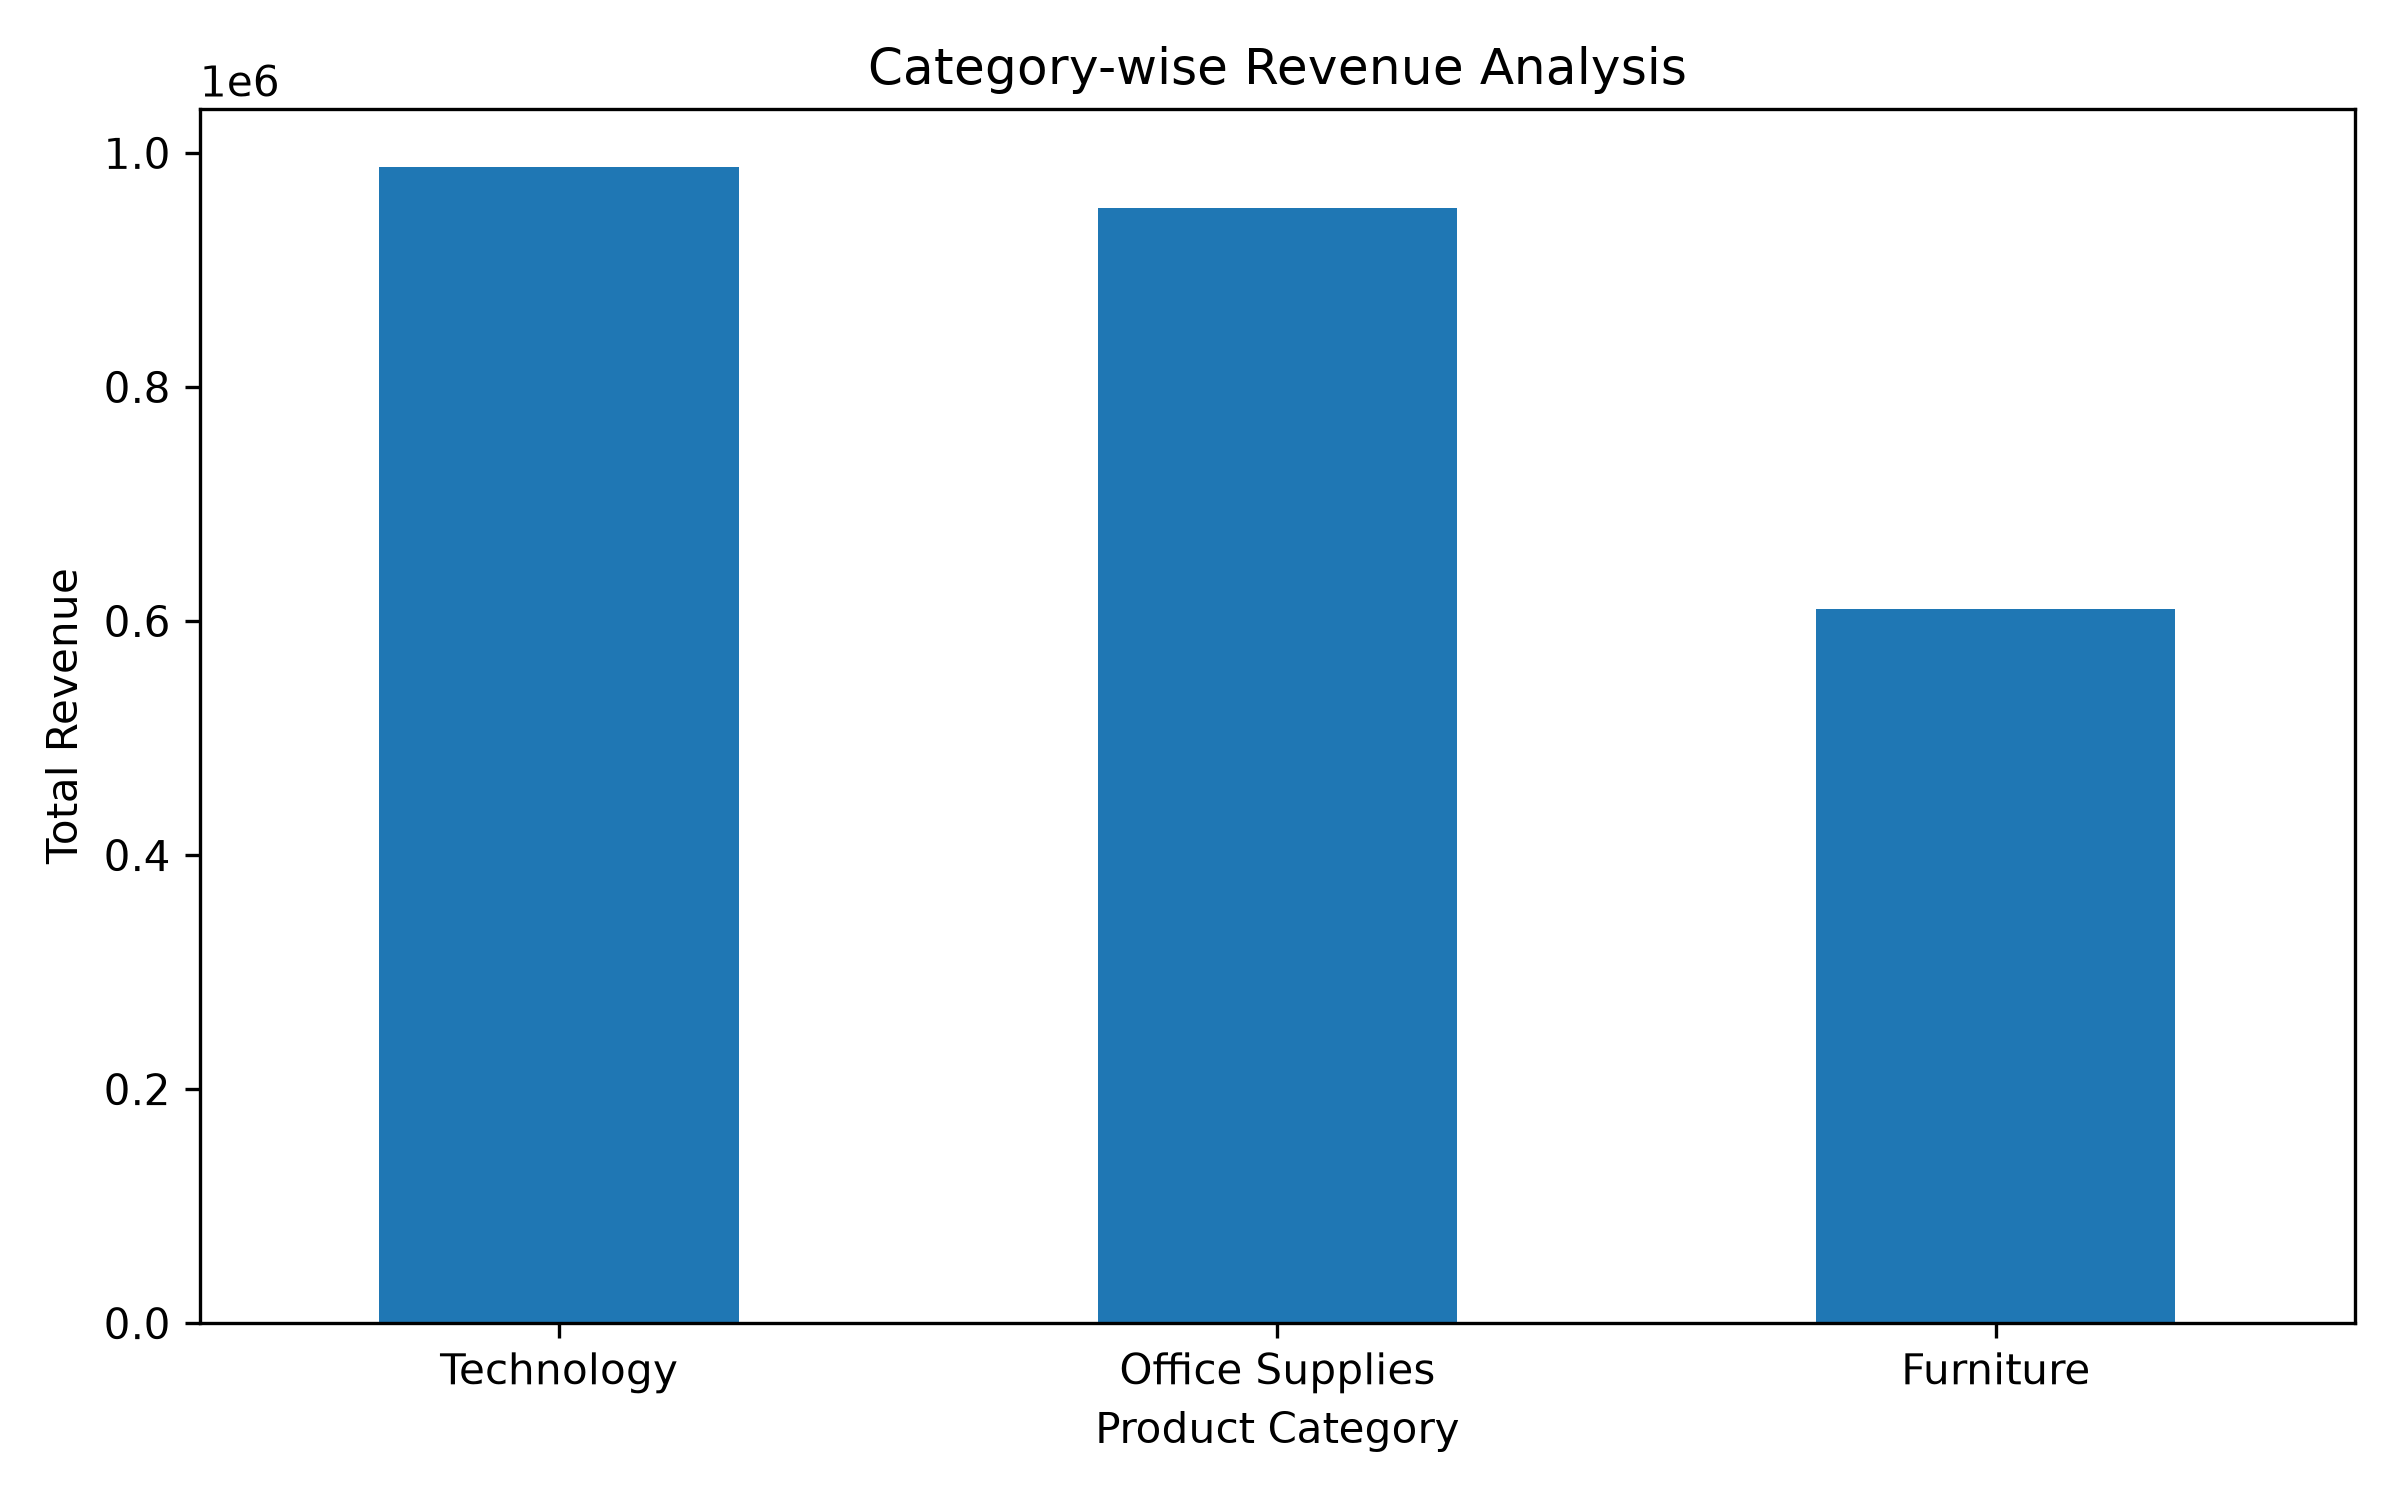 Category-wise Revenue Analysis
1e6
1.0
0.8
0.6
0.4
0.2
0.0
Total Revenue
Technology
Office Supplies
Furniture
Product Category